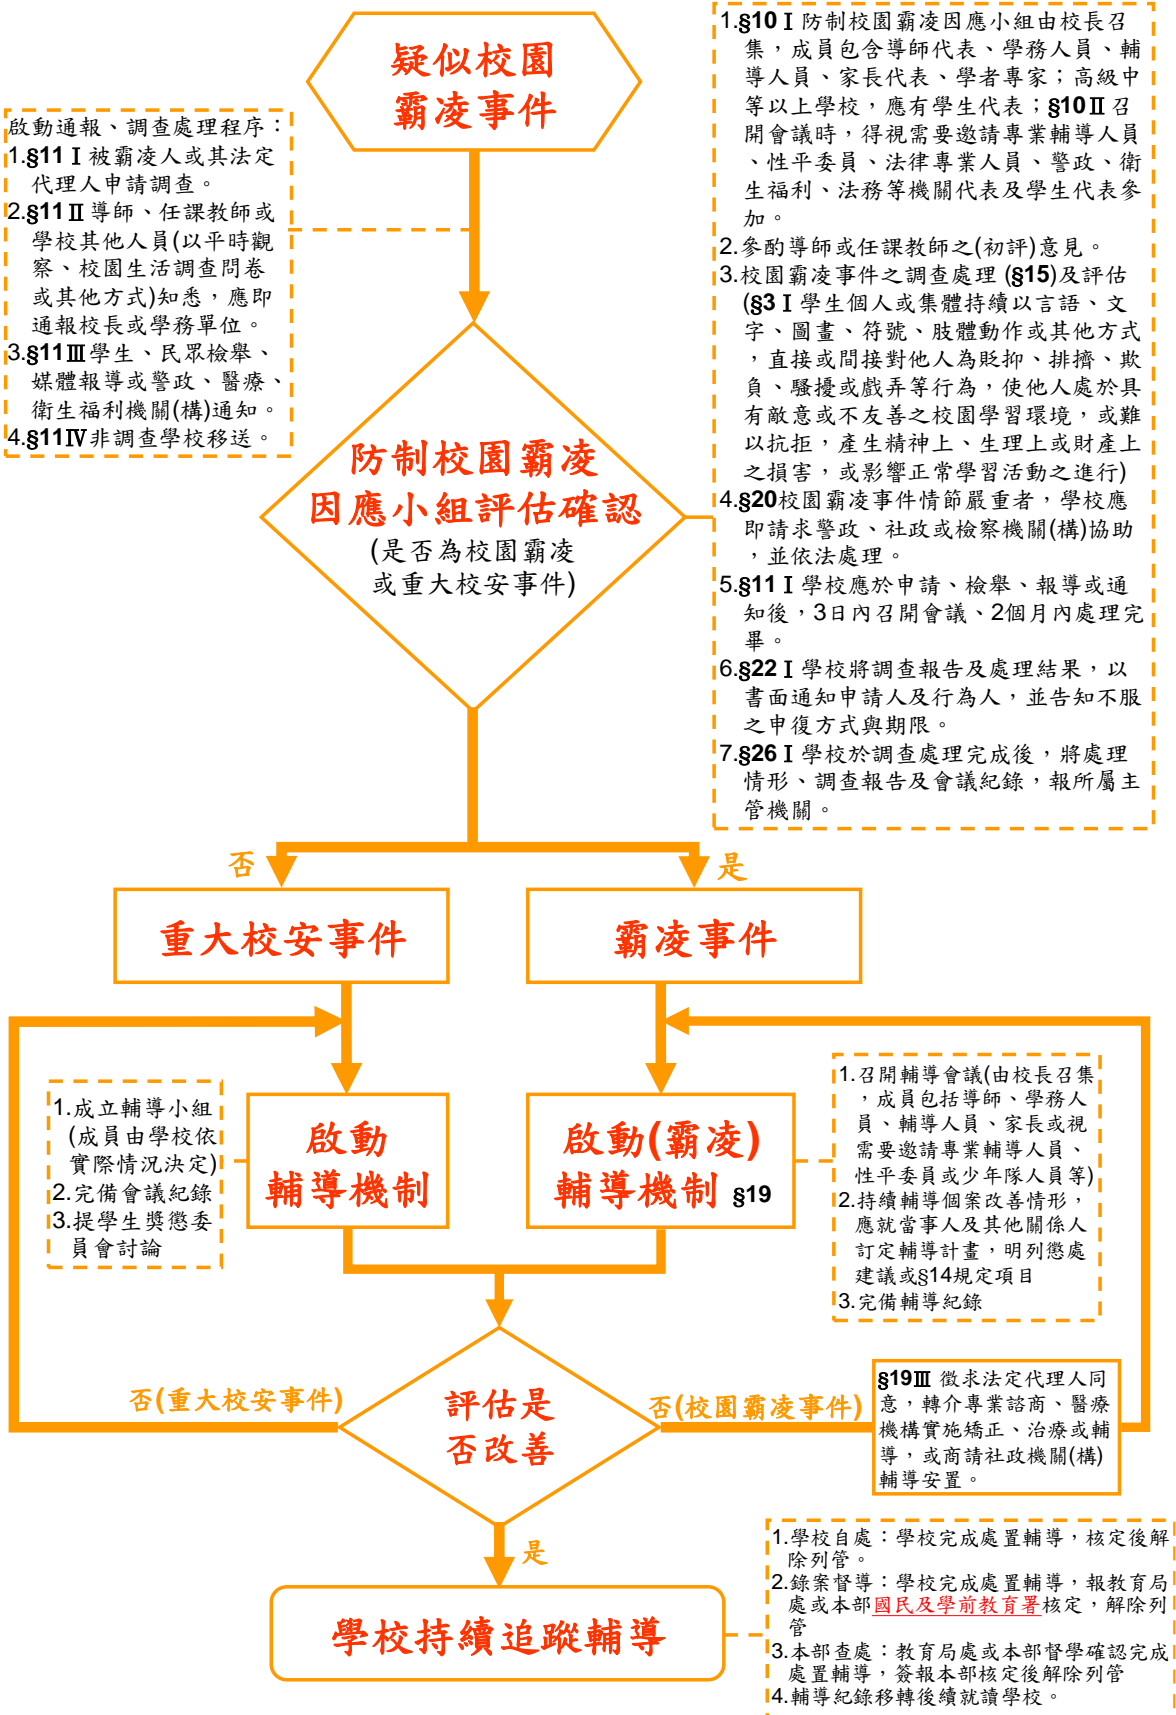 疑似校園
霸凌事件
啟動通報、調查處理程序：
1.§11Ⅰ被霸凌人或其法定
代理人申請調查。
2.§11Ⅱ導師、任課教師或
學校其他人員(以平時觀
察、校園生活調查問卷
或其他方式)知悉，應即
通報校長或學務單位。
3.§11Ⅲ學生、民眾檢舉、
媒體報導或警政、醫療、
衛生福利機關(構)通知。
4.§11Ⅳ非調查學校移送。
1.§10Ⅰ防制校園霸凌因應小組由校長召
集，成員包含導師代表、學務人員、輔
導人員、家長代表、學者專家；高級中
等以上學校，應有學生代表；§10Ⅱ召
開會議時，得視需要邀請專業輔導人員
、性平委員、法律專業人員、警政、衛
生福利、法務等機關代表及學生代表參
加。
2.參酌導師或任課教師之(初評)意見。
3.校園霸凌事件之調查處理 (§15)及評估
(§3Ⅰ學生個人或集體持續以言語、文
字、圖畫、符號、肢體動作或其他方式
，直接或間接對他人為貶抑、排擠、欺
負、騷擾或戲弄等行為，使他人處於具
有敵意或不友善之校園學習環境，或難
以抗拒，產生精神上、生理上或財產上
之損害，或影響正常學習活動之進行)
4.§20校園霸凌事件情節嚴重者，學校應
即請求警政、社政或檢察機關(構)協助
，並依法處理。
5.§11Ⅰ學校應於申請、檢舉、報導或通
知後，3日內召開會議、2個月內處理完
畢。
6.§22Ⅰ學校將調查報告及處理結果，以
書面通知申請人及行為人，並告知不服
之申復方式與期限。
7.§26Ⅰ學校於調查處理完成後，將處理
情形、調查報告及會議紀錄，報所屬主
管機關。
防制校園霸凌
因應小組評估確認
(是否為校園霸凌
或重大校安事件)
否
是
重大校安事件
霸凌事件
1.成立輔導小組
(成員由學校依
實際情況決定)
2.完備會議紀錄
3.提學生獎懲委
員會討論
啟動
輔導機制
啟動(霸凌)
輔導機制 §19
1.召開輔導會議(由校長召集
，成員包括導師、學務人
員、輔導人員、家長或視
需要邀請專業輔導人員、
性平委員或少年隊人員等)
2.持續輔導個案改善情形，
應就當事人及其他關係人
訂定輔導計畫，明列懲處
建議或§14規定項目
3.完備輔導紀錄
否(重大校安事件)
評估是
否改善
否(校園霸凌事件)
§19Ⅲ 徵求法定代理人同
意，轉介專業諮商、醫療
機構實施矯正、治療或輔
導，或商請社政機關(構)
輔導安置。
是
學校持續追蹤輔導
1.學校自處：學校完成處置輔導，核定後解
除列管。
2.錄案督導：學校完成處置輔導，報教育局
處或本部國民及學前教育署核定，解除列
管
3.本部查處：教育局處或本部督學確認完成
處置輔導，簽報本部核定後解除列管
4.輔導紀錄移轉後續就讀學校。